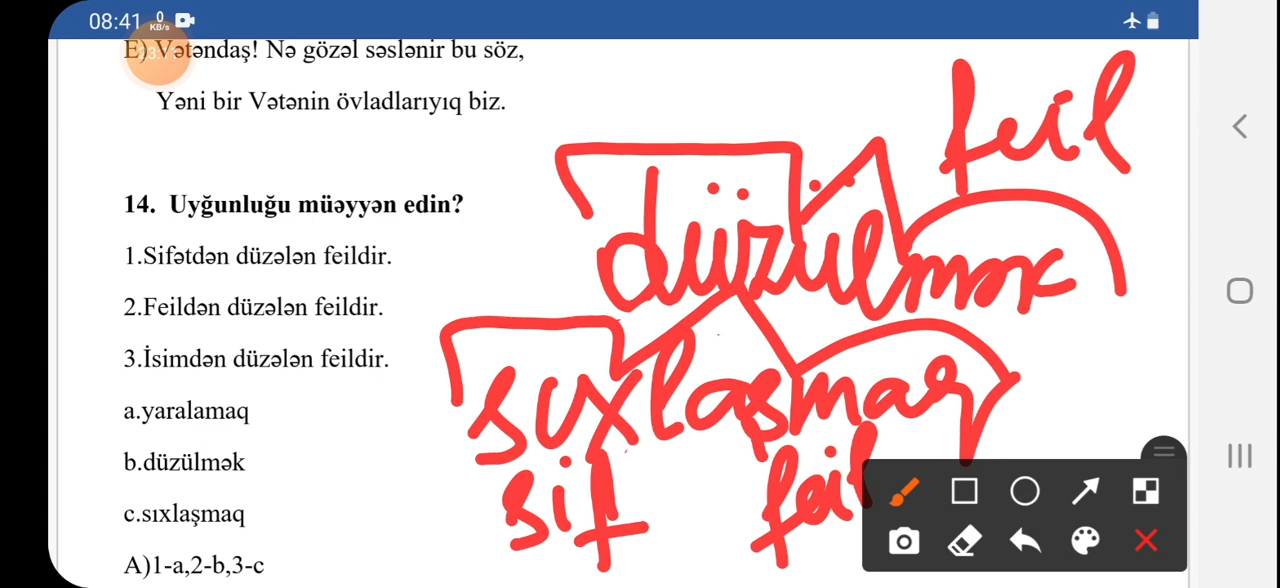 08:41 0 KB/s
E) Vətəndaş! Nə gözəl səslənir bu söz,
Yəni bir Vətənin övladlarıyıq biz.
feil
düzülmək
14. Uyğunluğu müəyyən edin?
1.Sifətdən düzələn feildir.
2.Feildən düzələn feildir.
3.İsimdən düzələn feildir.
sıxlaşmaq
sif feil
a.yaralamaq
b.düzülmək
c.sıxlaşmaq
A)1-a,2-b,3-c